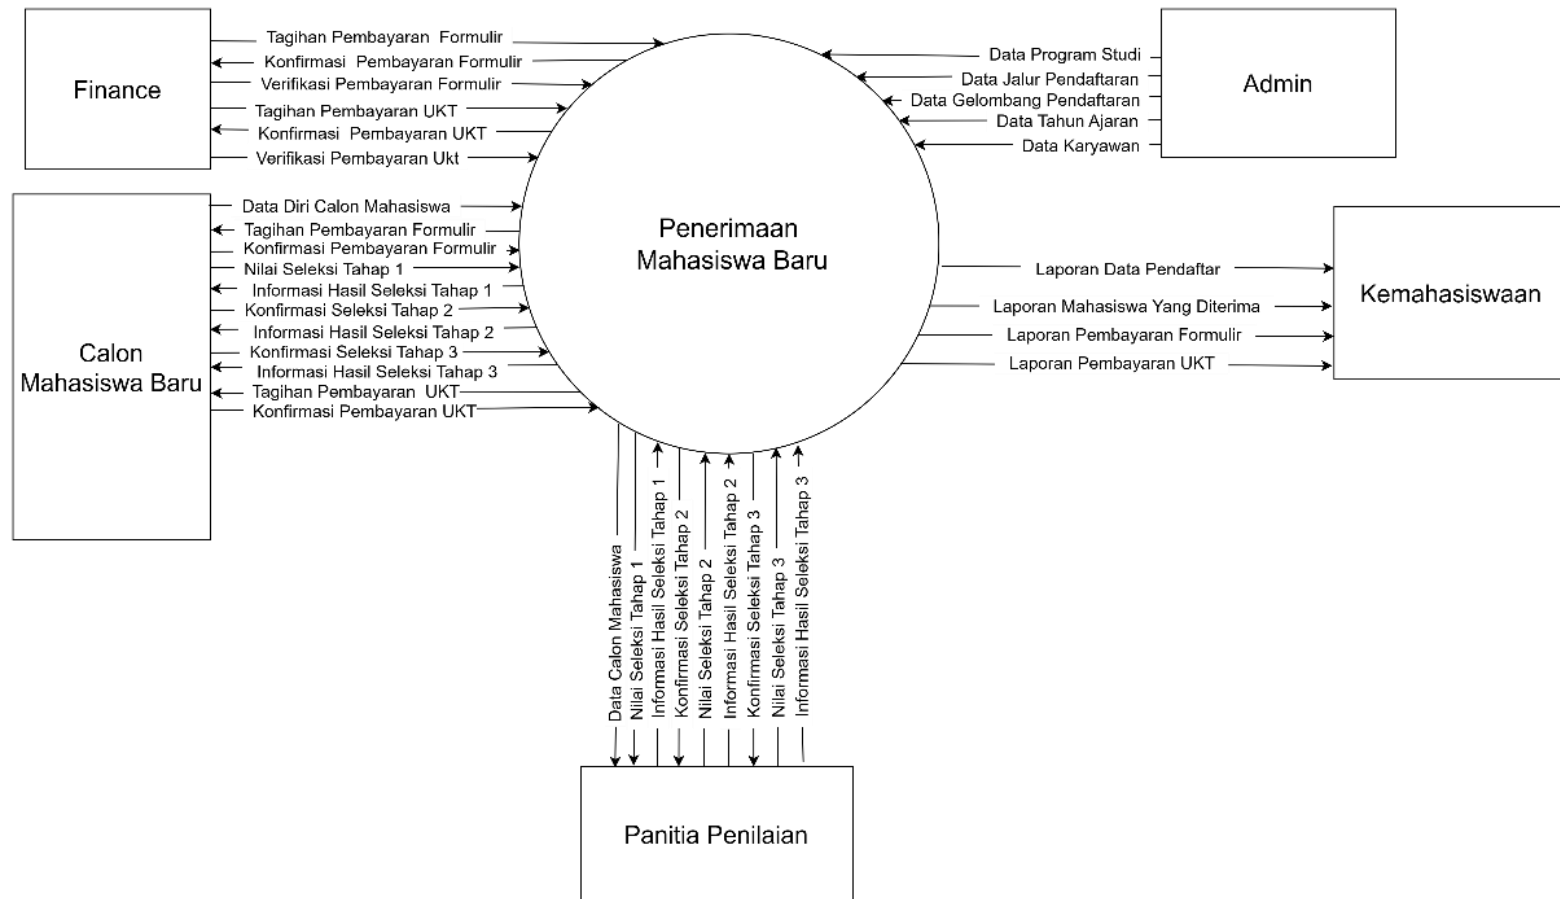 Finance
Tagihan Pembayaran Formulir
Konfirmasi Pembayaran Formulir
Verifikasi Pembayaran Formulir
Tagihan Pembayaran UKT
Konfirmasi Pembayaran UKT
Verifikasi Pembayaran Ukt
Data Program Studi
Data Jalur Pendaftaran
Data Gelombang Pendaftaran
Data Tahun Ajaran
Data Karyawan
Admin
Calon
Mahasiswa Baru
Data Diri Calon Mahasiswa
Tagihan Pembayaran Formulir
Konfirmasi Pembayaran Formulir
Nilai Seleksi Tahap 1
Informasi Hasil Seleksi Tahap 1
Konfirmasi Seleksi Tahap 2
Informasi Hasil Seleksi Tahap 2
Konfirmasi Seleksi Tahap 3
Informasi Hasil Seleksi Tahap 3
Tagihan Pembayaran UKT
Konfirmasi Pembayaran UKT
Penerimaan
Mahasiswa Baru
Laporan Data Pendaftar
Laporan Mahasiswa Yang Diterima
Laporan Pembayaran Formulir
Laporan Pembayaran UKT
Kemahasiswaan
Data Calon Mahasiswa
Nilai Seleksi Tahap 1
Informasi Hasil Seleksi Tahap 1
Konfirmasi Seleksi Tahap 2
Nilai Seleksi Tahap 2
Informasi Hasil Seleksi Tahap 2
Konfirmasi Seleksi Tahap 3
Nilai Seleksi Tahap 3
Informasi Hasil Seleksi Tahap 3
Panitia Penilaian